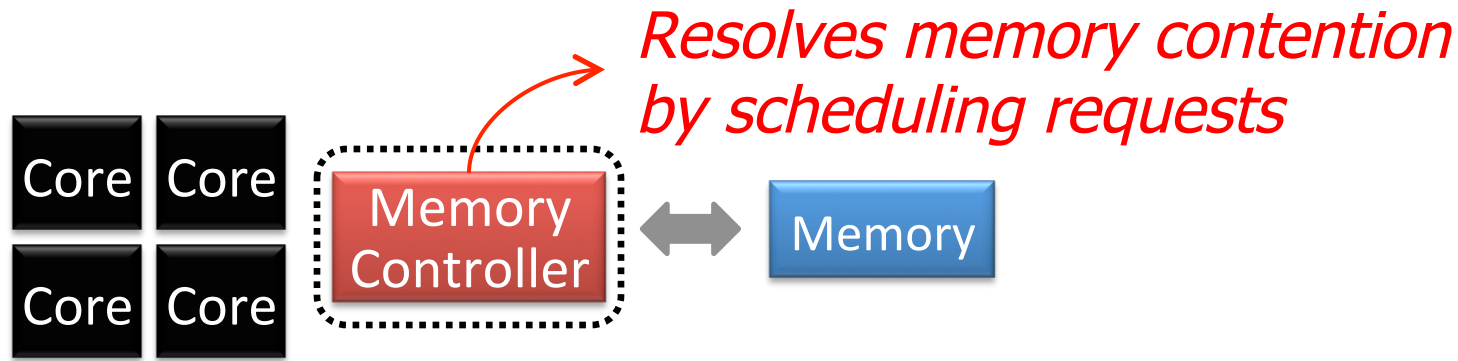 Resolves memory contention
by scheduling requests
Core Core
Memory
Controller
Memory
Core Core